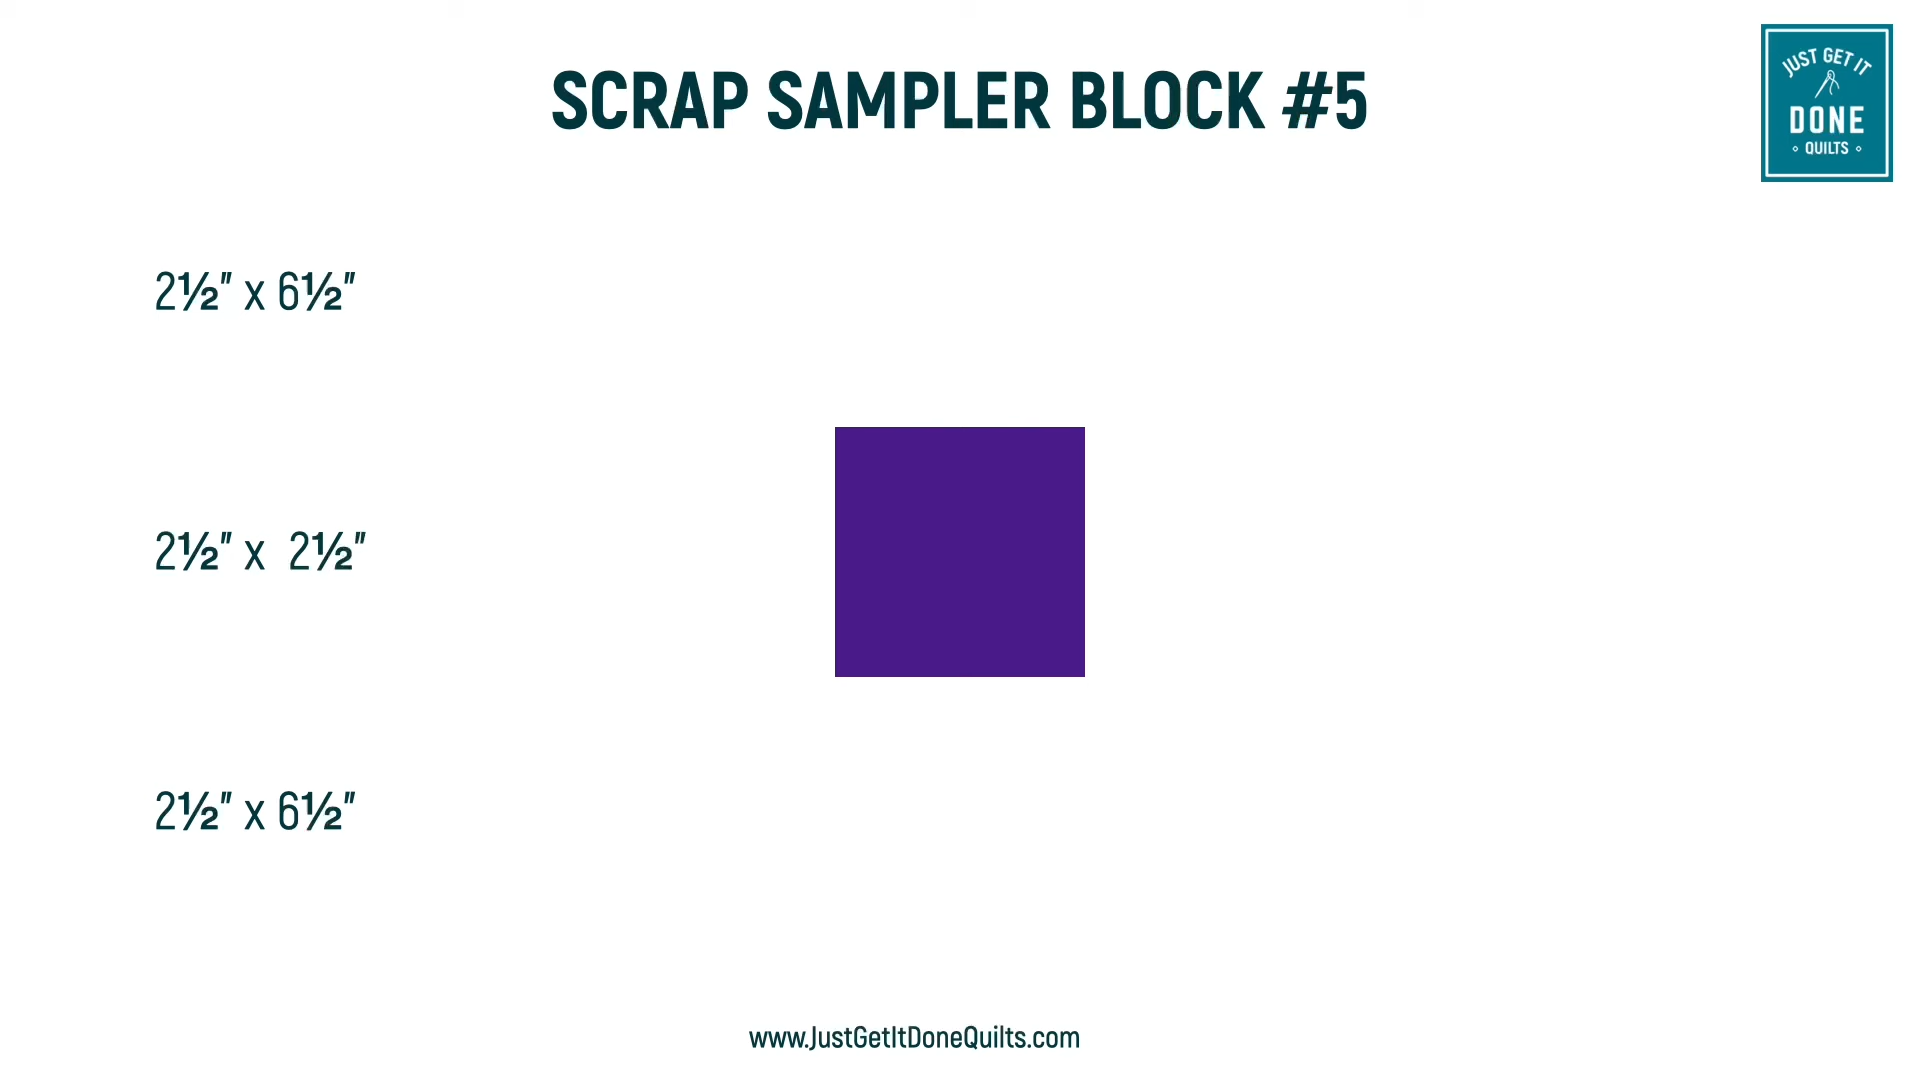 SCRAP SAMPLER BLOCK #5
JUST GET IT
DONE
QUILTS
2½" x 6½"
2½" x 2½"
2½" x 6½"
www.JustGetItDoneQuilts.com